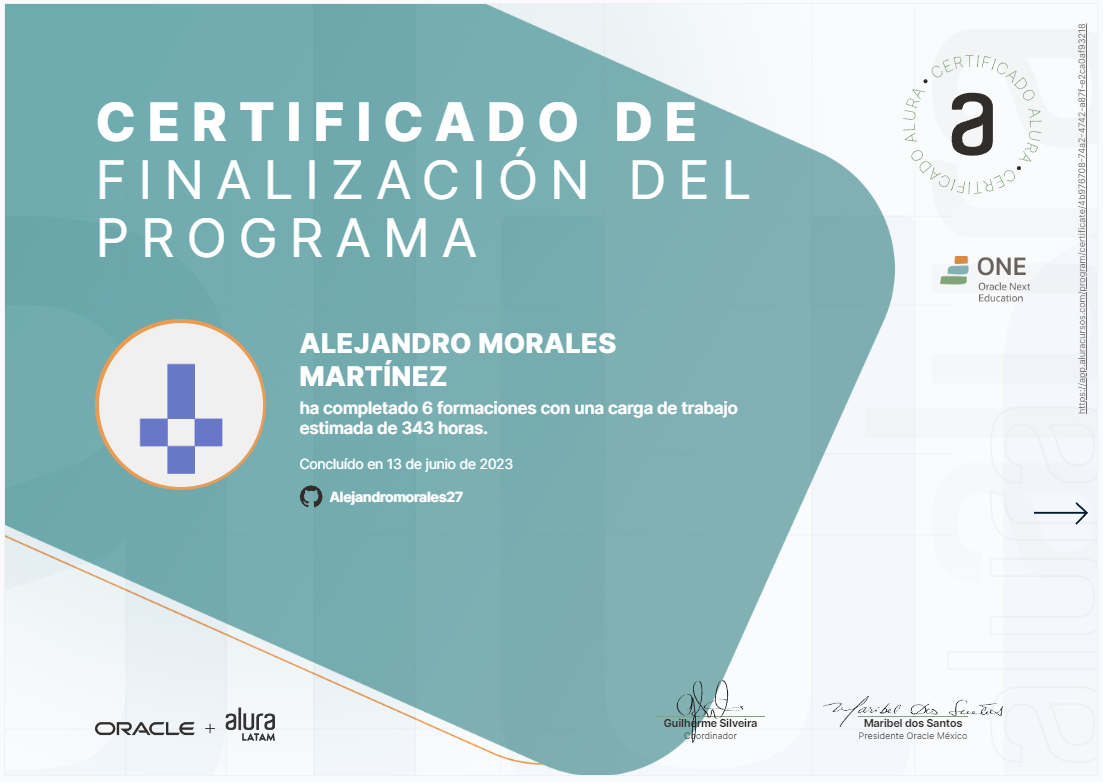 CERTIFICADO DE
FINALIZACIÓN DEL
PROGRAMA
ALEJANDRO MORALES
MARTÍNEZ
ha completado 6 formaciones con una carga de trabajo
estimada de 343 horas.
Concluído en 13 de junio de 2023
Alejandromorales27
ORACLE + alura
LATAM
Guilherme Silveira
Coordinador
Maribel dos Santos
Maribel dos Santos
Presidente Oracle México
CERTIFICADO ALURA • CERTIFICADO ALURA •
a
ONE
Oracle Next
Education
https://app.aluracursos.com/program/certificate/4b976708-74a2-4742-a87f-e2ca0af93218
alura
alura